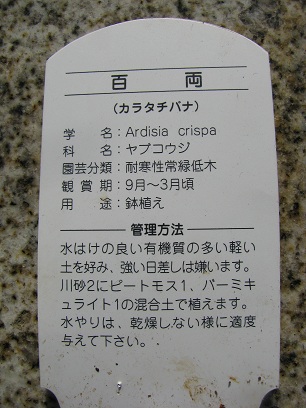 百 両
(カラタチバナ)
学 名:Ardisia crispa
科 名:ヤブコウジ
園芸分類:耐寒性常緑低木
観 賞 期:9月〜3月頃
用 途:鉢植え
管理方法
水はけの良い有機質の多い軽い
土を好み、強い日差しは嫌います。
川砂2にピートモス1、バーミキ
ュライト1の混合土で植えます。
水やりは、乾燥しない様に適度
与えて下さい。